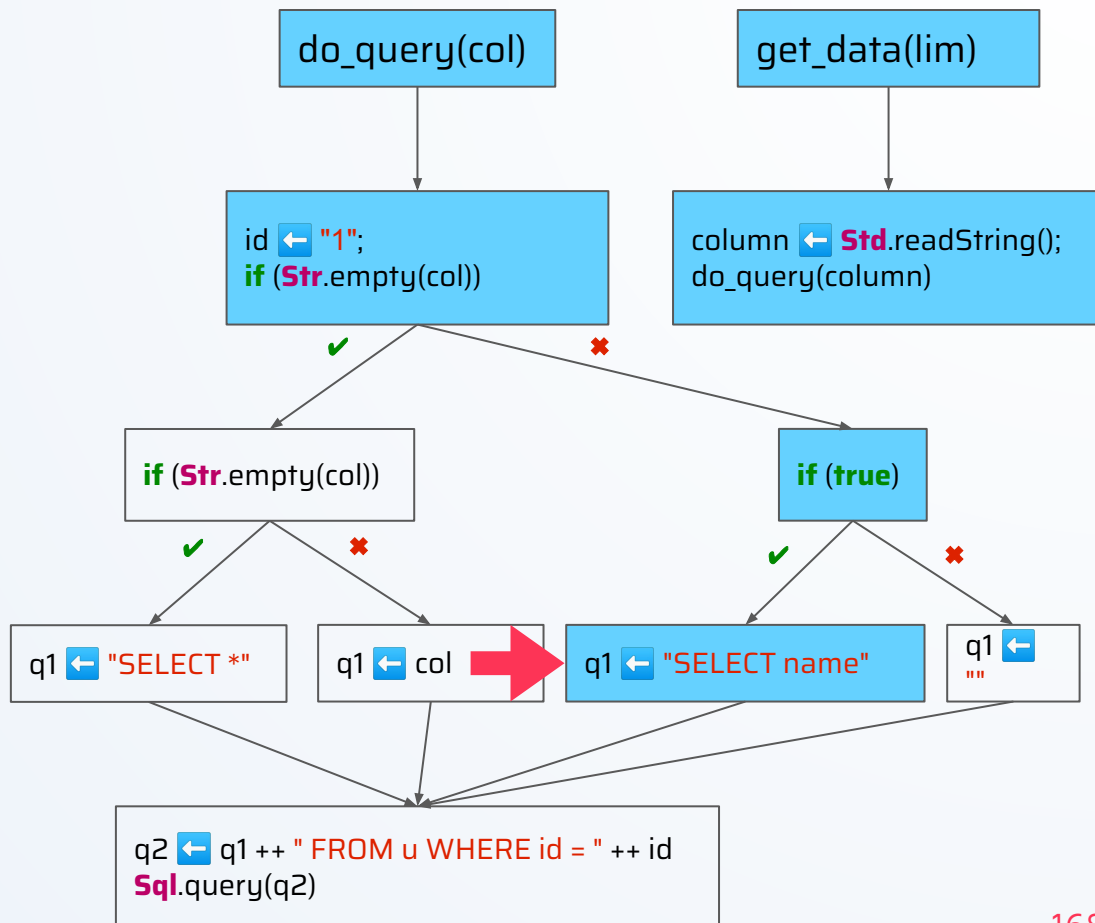 do_query(col)
get_data(lim)
id ⬅ "1";
if (Str.empty(col))
column ⬅ Std.readString();
do_query(column)
✔
✖
if (Str.empty(col))
if (true)
✔
✖
✔
✖
q1 ⬅ "SELECT *"
q1 ⬅ col
q1 ⬅ "SELECT name"
q1 ⬅
""
q2 ⬅ q1 ++ " FROM u WHERE id = " ++ id
Sql.query(q2)